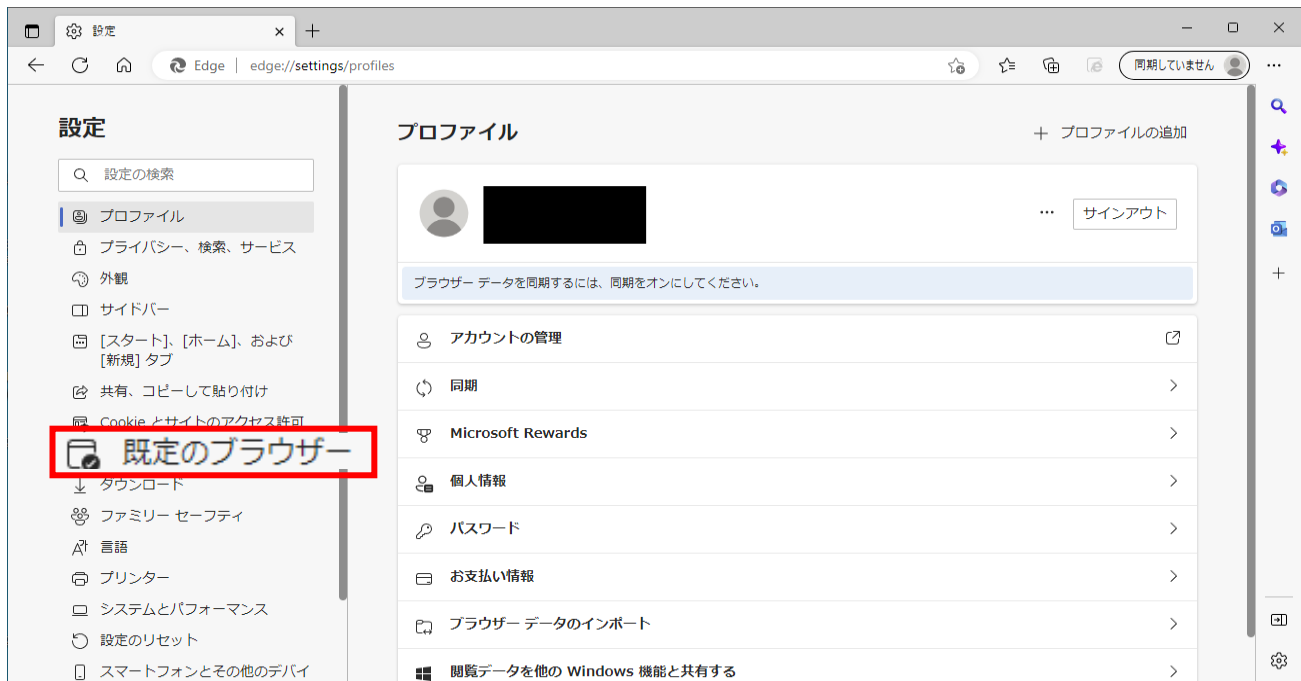 設定
Edge edge://settings/profiles
同期していません
設定
設定の検索
プロファイル
プライバシー、検索、サービス
外観
サイドバー
[スタート]、[ホーム]、および
[新規] タブ
共有、コピーして貼り付け
Cookie とサイトのアクセス許可
既定のブラウザー
ダウンロード
ファミリー セーフティ
言語
プリンター
システムとパフォーマンス
設定のリセット
スマートフォンとその他のデバイ
プロファイル
プロファイルの追加
サインアウト
ブラウザー データを同期するには、同期をオンにしてください。
アカウントの管理
同期
Microsoft Rewards
個人情報
パスワード
お支払い情報
ブラウザー データのインポート
閲覧データを他の Windows 機能と共有する